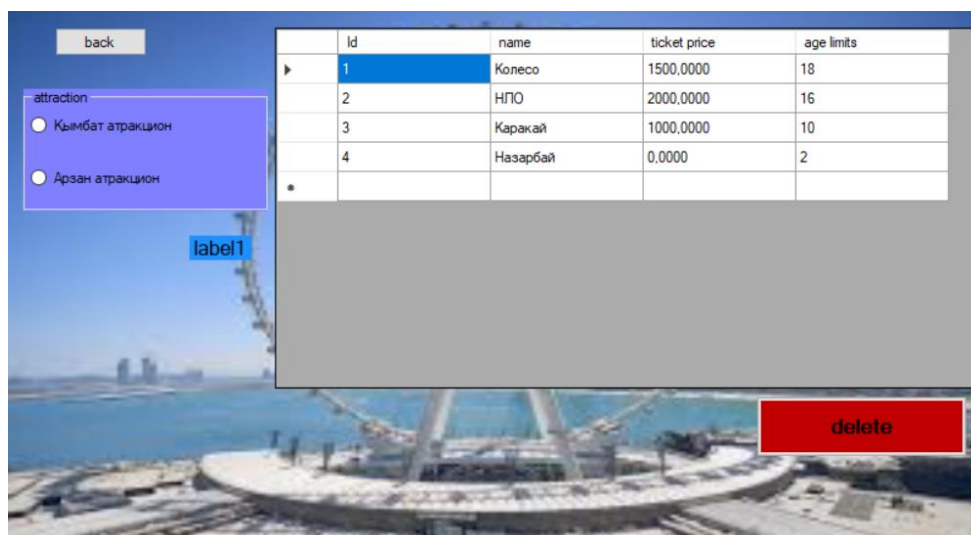 back
attraction
Қымбат атракцион
Арзан атракцион
label1
Id name ticket price age limits
1 Колесо 1500,0000 18
2 НЛО 2000,0000 16
3 Каракай 1000,0000 10
4 Назарбай 0,0000 2
delete